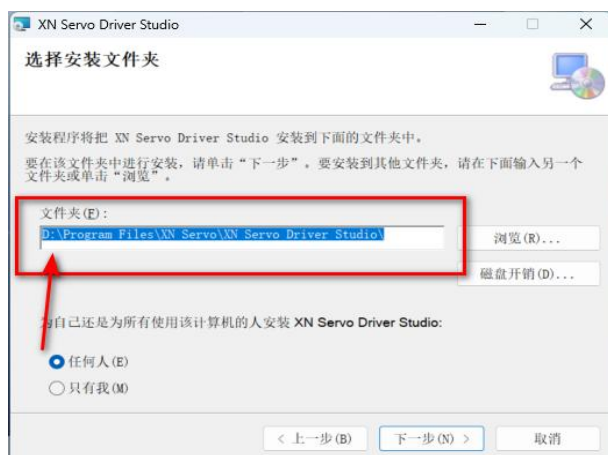 XN Servo Driver Studio
选择安装文件夹
安装程序将把 XN Servo Driver Studio 安装到下面的文件夹中。
要在该文件夹中进行安装，请单击“下一步”。要安装到其他文件夹，请在下面输入另一个
文件夹或单击“浏览”。
文件夹(F):
D:\Program Files\XN Servo\XN Servo Driver Studio\
浏览(R)...
磁盘开销(D)...
为自己还是为所有使用该计算机的人安装 XN Servo Driver Studio:
任何人(E)
只有我(M)
< 上一步(B)
下一步(N) >
取消